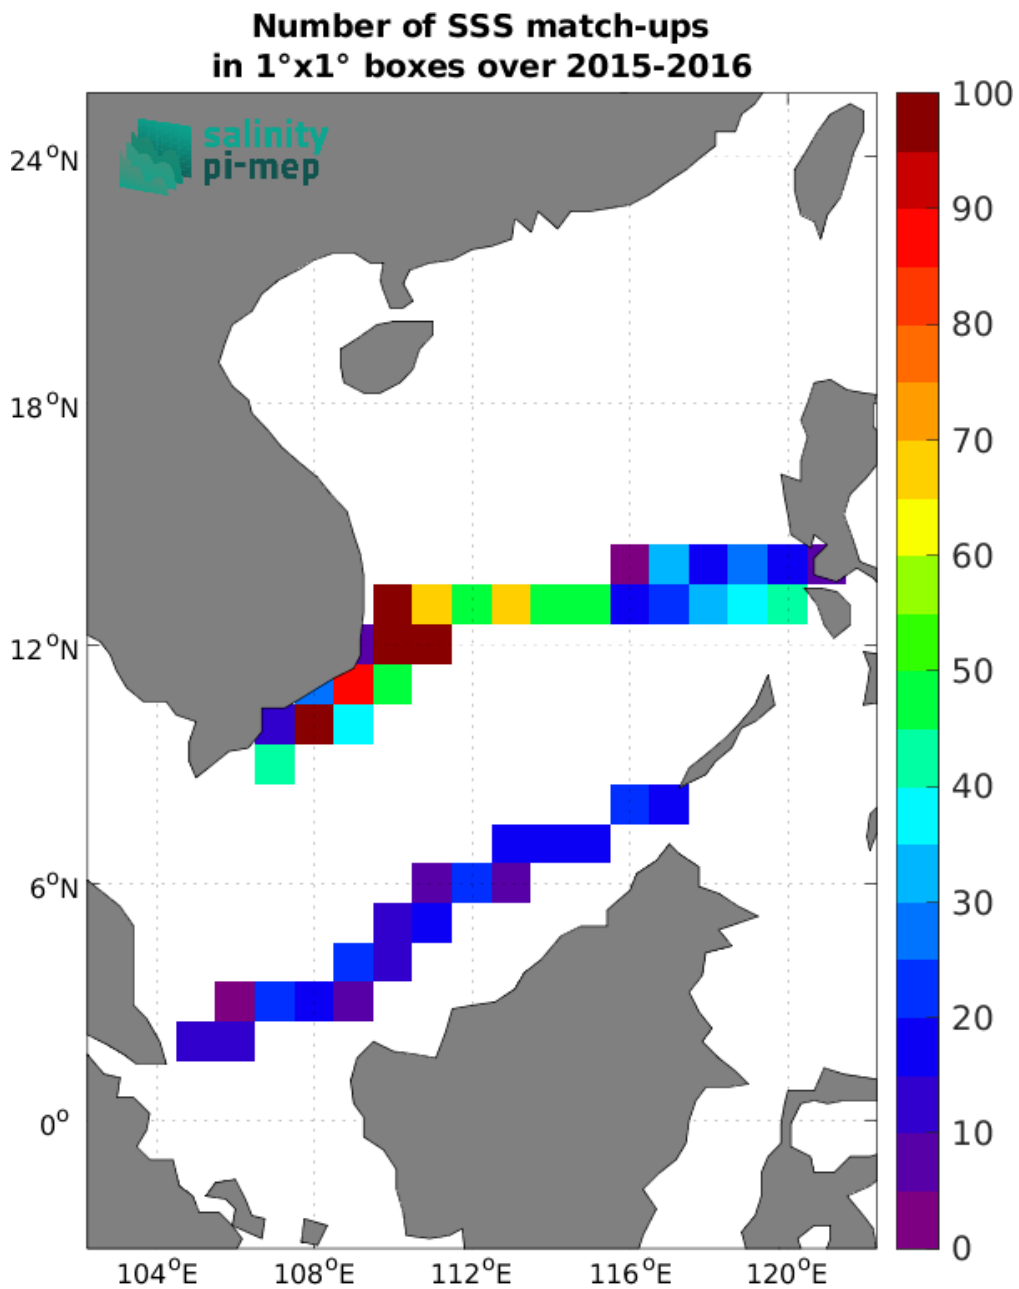 Number of SSS match-ups
in 1°x1° boxes over 2015-2016
salinity
pi-mep
24°N
18°N
12°N
6°N
0°
104°E 108°E 112°E 116°E 120°E
100
90
80
70
60
50
40
30
20
10
0